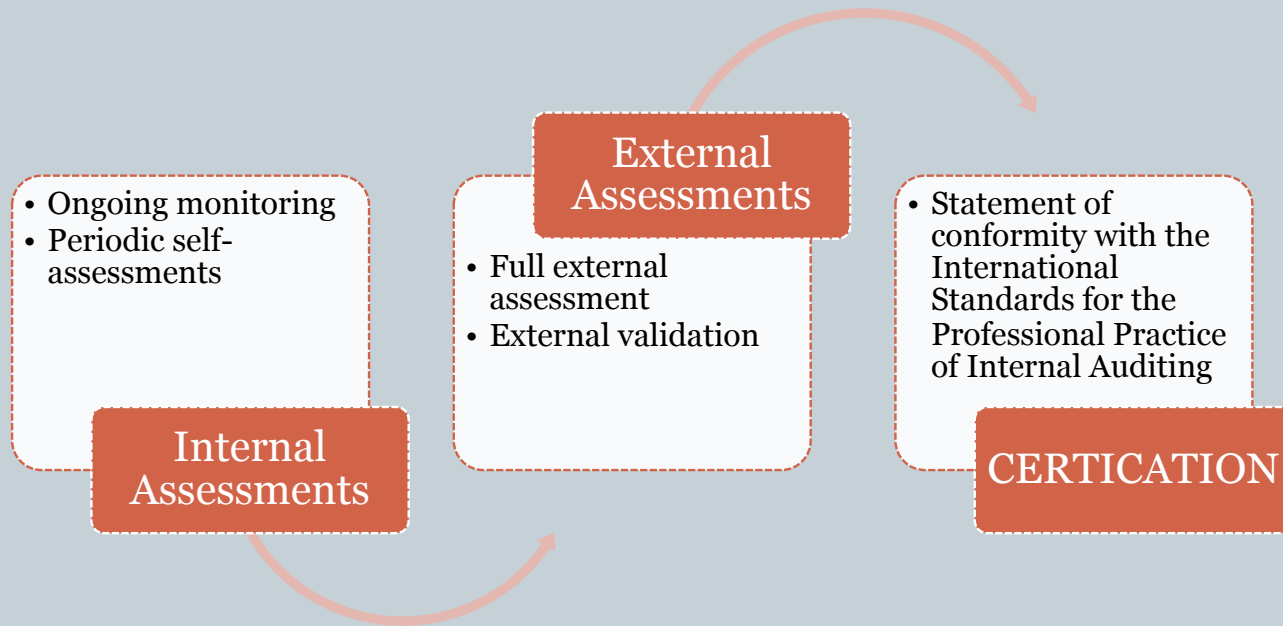 • Ongoing monitoring
• Periodic self-
assessments
Internal
Assessments
External
Assessments
• Full external
assessment
• External validation
• Statement of
conformity with the
International
Standards for the
Professional Practice
of Internal Auditing
CERTICATION